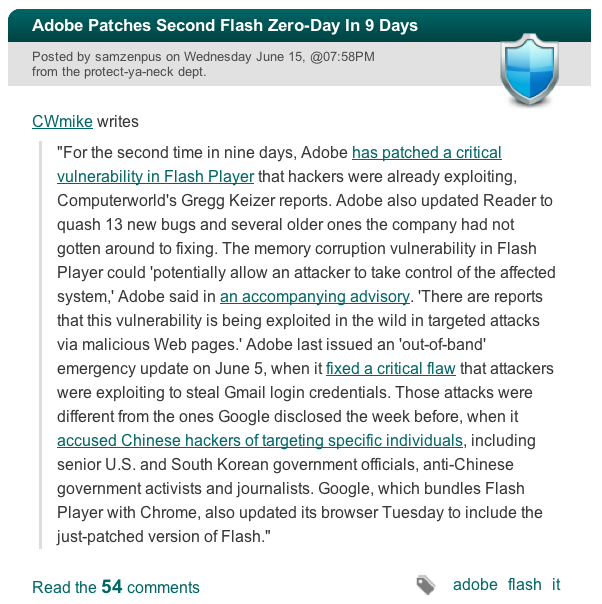 Adobe Patches Second Flash Zero-Day In 9 Days
Posted by samzenpus on Wednesday June 15, @07:58PM
from the protect-ya-neck dept.
CWmike writes
"For the second time in nine days, Adobe has patched a critical
vulnerability in Flash Player that hackers were already exploiting,
Computerworld's Gregg Keizer reports. Adobe also updated Reader to
quash 13 new bugs and several older ones the company had not
gotten around to fixing. The memory corruption vulnerability in Flash
Player could 'potentially allow an attacker to take control of the affected
system,' Adobe said in an accompanying advisory. 'There are reports
that this vulnerability is being exploited in the wild in targeted attacks
via malicious Web pages.' Adobe last issued an 'out-of-band'
emergency update on June 5, when it fixed a critical flaw that attackers
were exploiting to steal Gmail login credentials. Those attacks were
different from the ones Google disclosed the week before, when it
accused Chinese hackers of targeting specific individuals, including
senior U.S. and South Korean government officials, anti-Chinese
government activists and journalists. Google, which bundles Flash
Player with Chrome, also updated its browser Tuesday to include the
just-patched version of Flash."
Read the 54 comments
adobe flash it